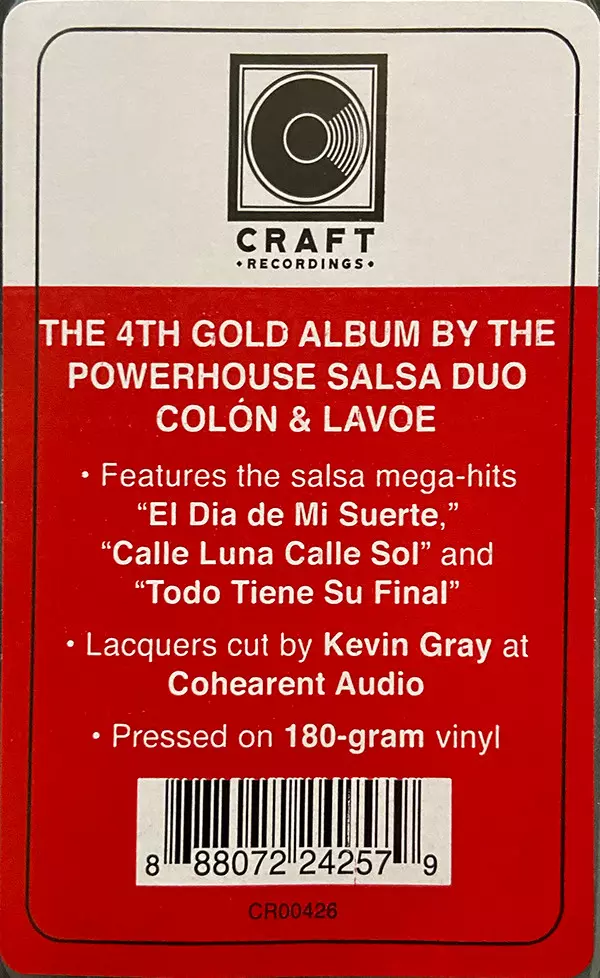 CRAFT
•RECORDINGS•
THE 4TH GOLD ALBUM BY THE
POWERHOUSE SALSA DUO
COLÓN & LAVOE
• Features the salsa mega-hits
“El Dia de Mi Suerte,”
“Calle Luna Calle Sol” and
“Todo Tiene Su Final”
• Lacquers cut by Kevin Gray at
Cohearent Audio
• Pressed on 180-gram vinyl
8 88072 24257 9
CR00426